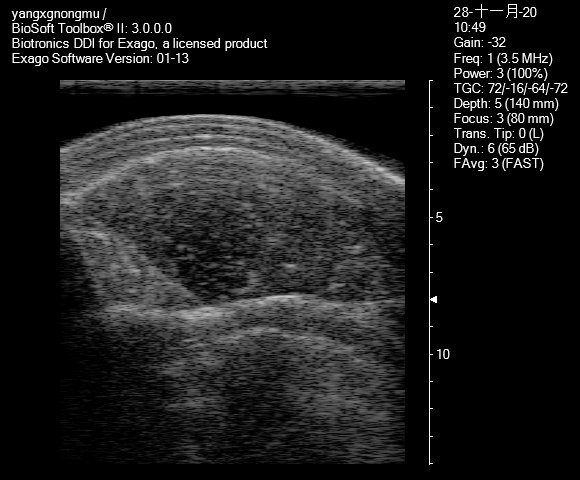 yangxgnongmu /
BioSoft Toolbox® II: 3.0.0.0
Biotronics DDI for Exago, a licensed product
Exago Software Version: 01-13
28-十一月-20
10:49
Gain: -32
Freq: 1 (3.5 MHz)
Power: 3 (100%)
TGC: 72/-16/-64/-72
Depth: 5 (140 mm)
Focus: 3 (80 mm)
Trans. Tip: 0 (L)
Dyn.: 6 (65 dB)
FAvg: 3 (FAST)
5
10